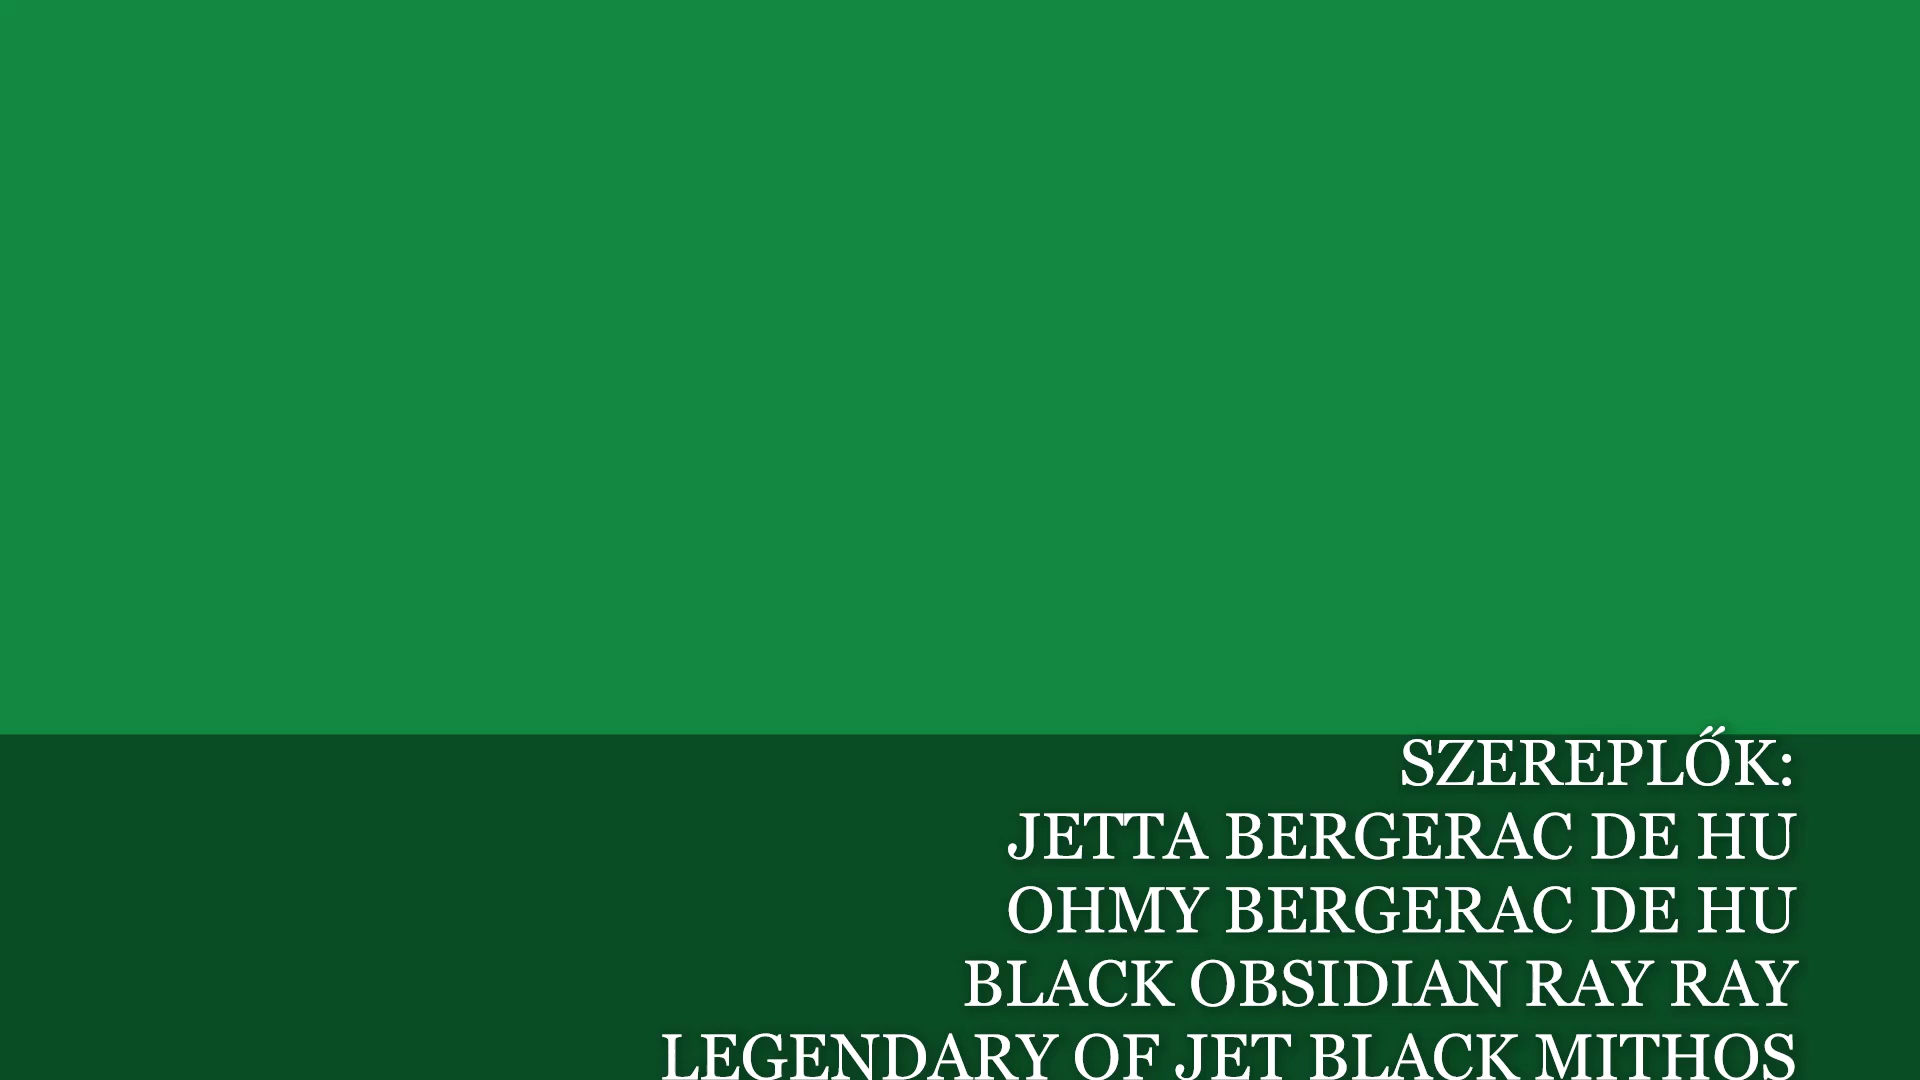 SZEREPLŐK:
JETTA BERGERAC DE HU
OHMY BERGERAC DE HU
BLACK OBSIDIAN RAY RAY
LEGENDARY OF JET BLACK MITHOS